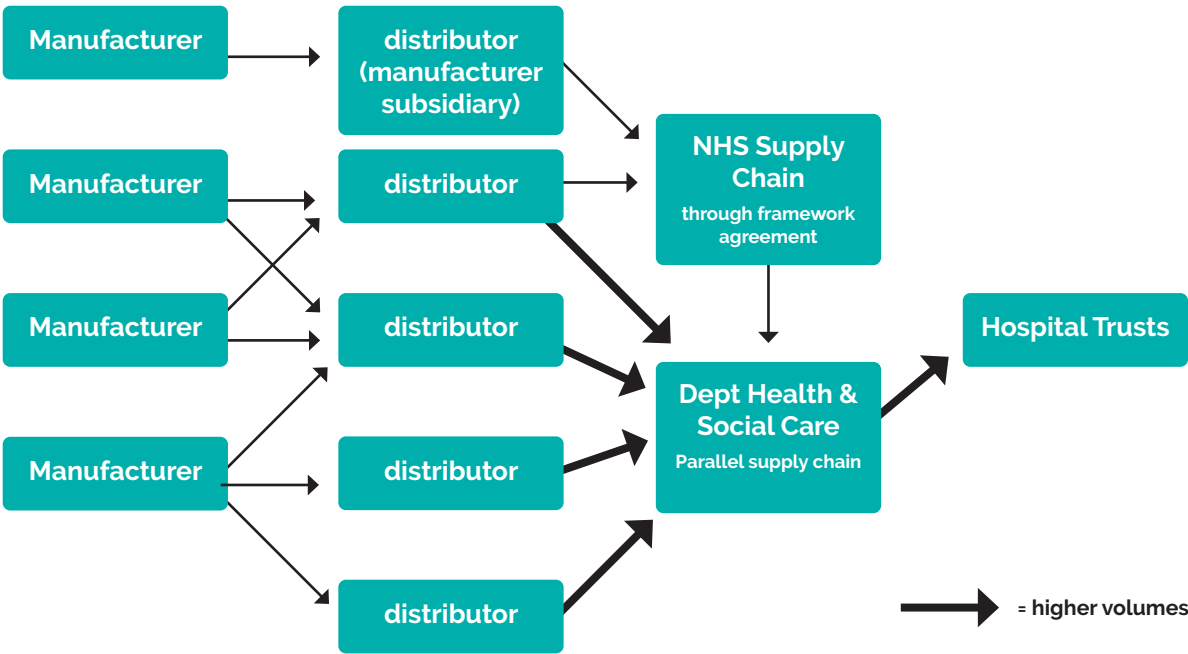 Manufacturer
distributor
(manufacturer
subsidiary)
NHS Supply
Chain
through framework
agreement
Manufacturer
distributor
Manufacturer
distributor
Hospital Trusts
Dept Health &
Social Care
Parallel supply chain
Manufacturer
distributor
distributor
= higher volumes